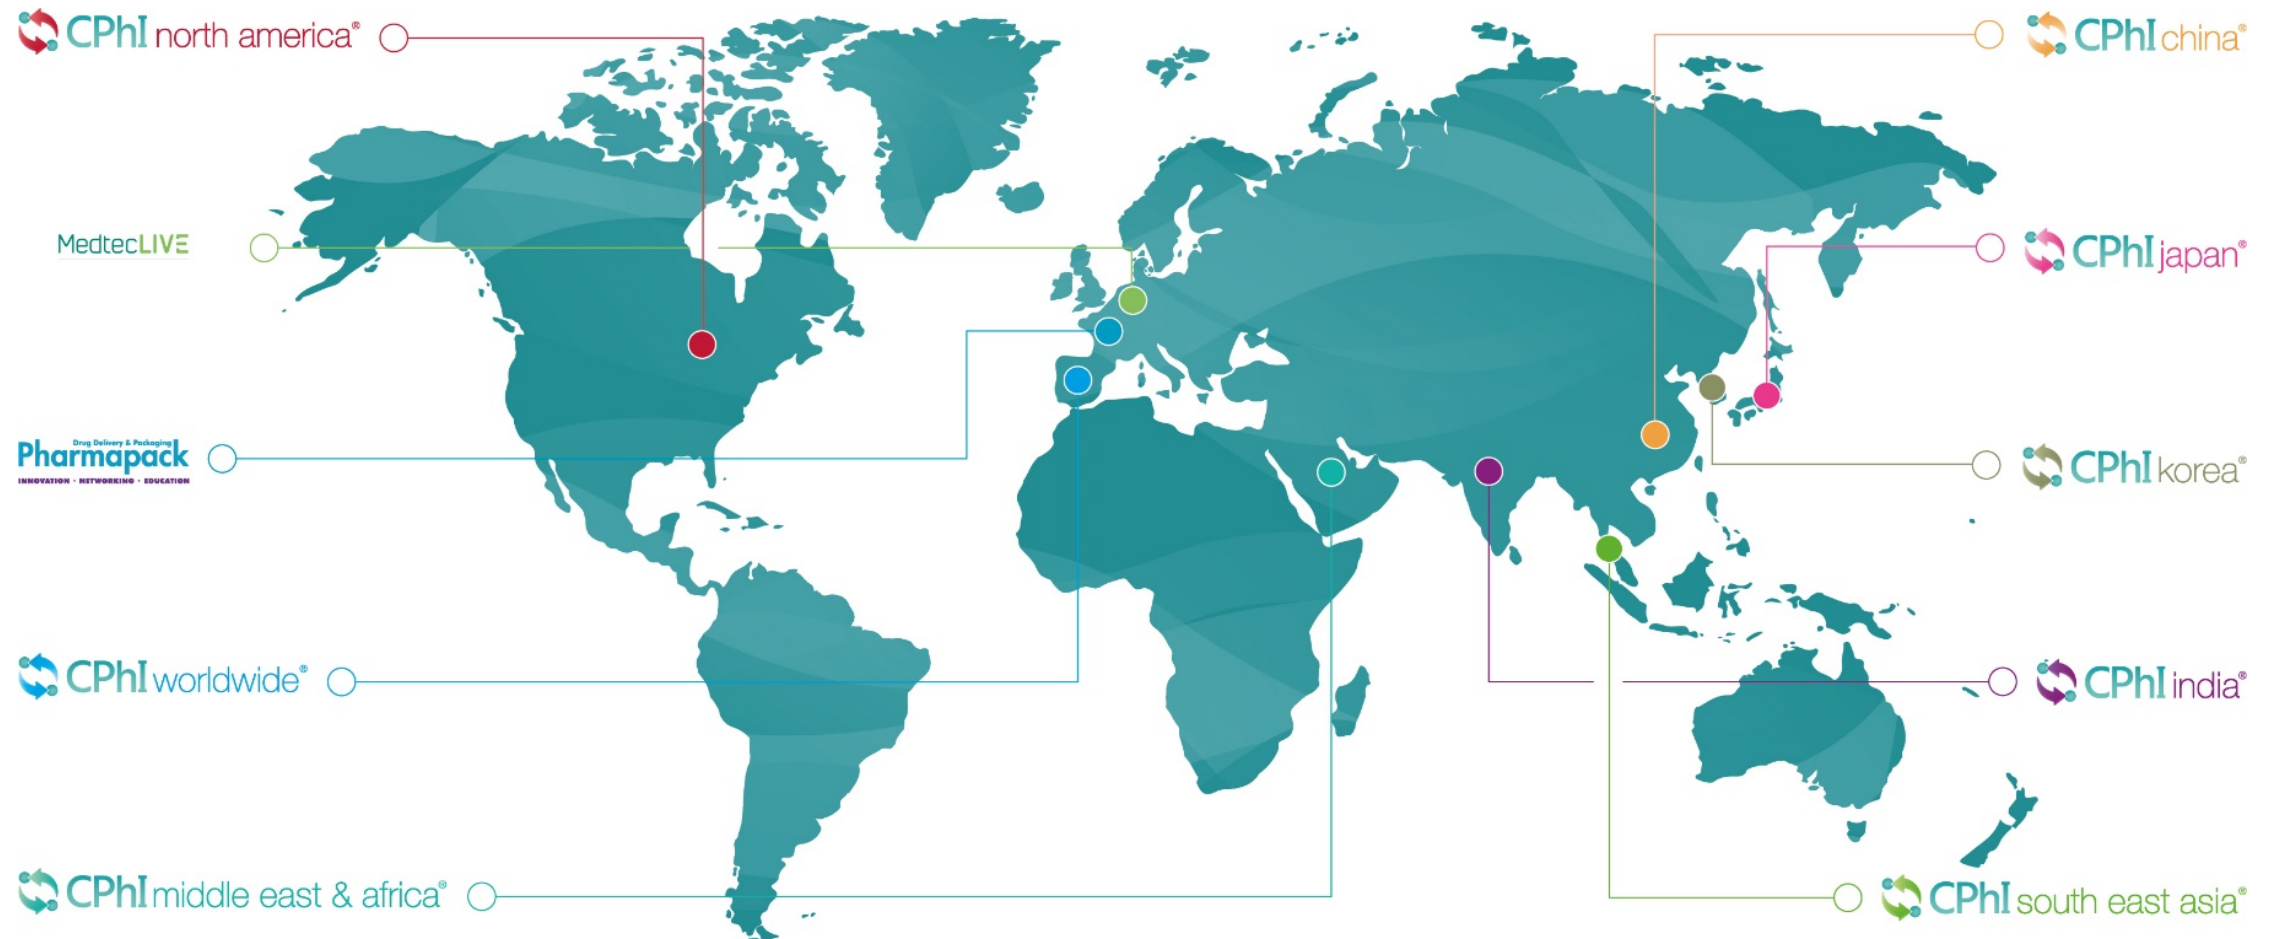 CPhI north america®
MedtecLIVE
Drug Delivery & Packaging
Pharmapack
INNOVATION • NETWORKING • EDUCATION
CPhI worldwide®
CPhI middle east & africa®
CPhI china®
CPhI japan®
CPhI korea®
CPhI india®
CPhI south east asia®